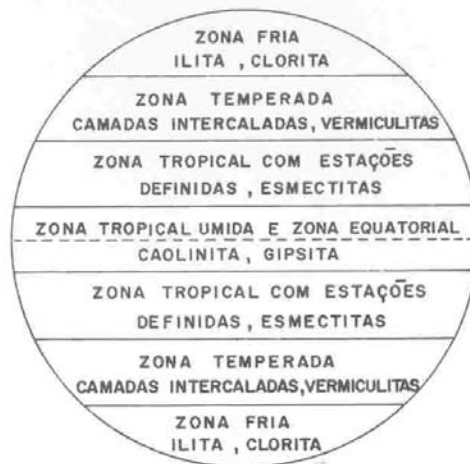 ZONA FRIA
ILITA , CLORITA
ZONA TEMPERADA
CAMADAS INTERCALADAS, VERMICULITAS
ZONA TROPICAL COM ESTAÇÕES
DEFINIDAS , ESMECTITAS
ZONA TROPICAL UMIDA E ZONA EQUATORIAL
CAOLINITA, GIPSITA
ZONA TROPICAL COM ESTAÇÕES
DEFINIDAS , ESMECTITAS
ZONA TEMPERADA
CAMADAS INTERCALADAS, VERMICULITAS
ZONA FRIA
ILITA , CLORITA